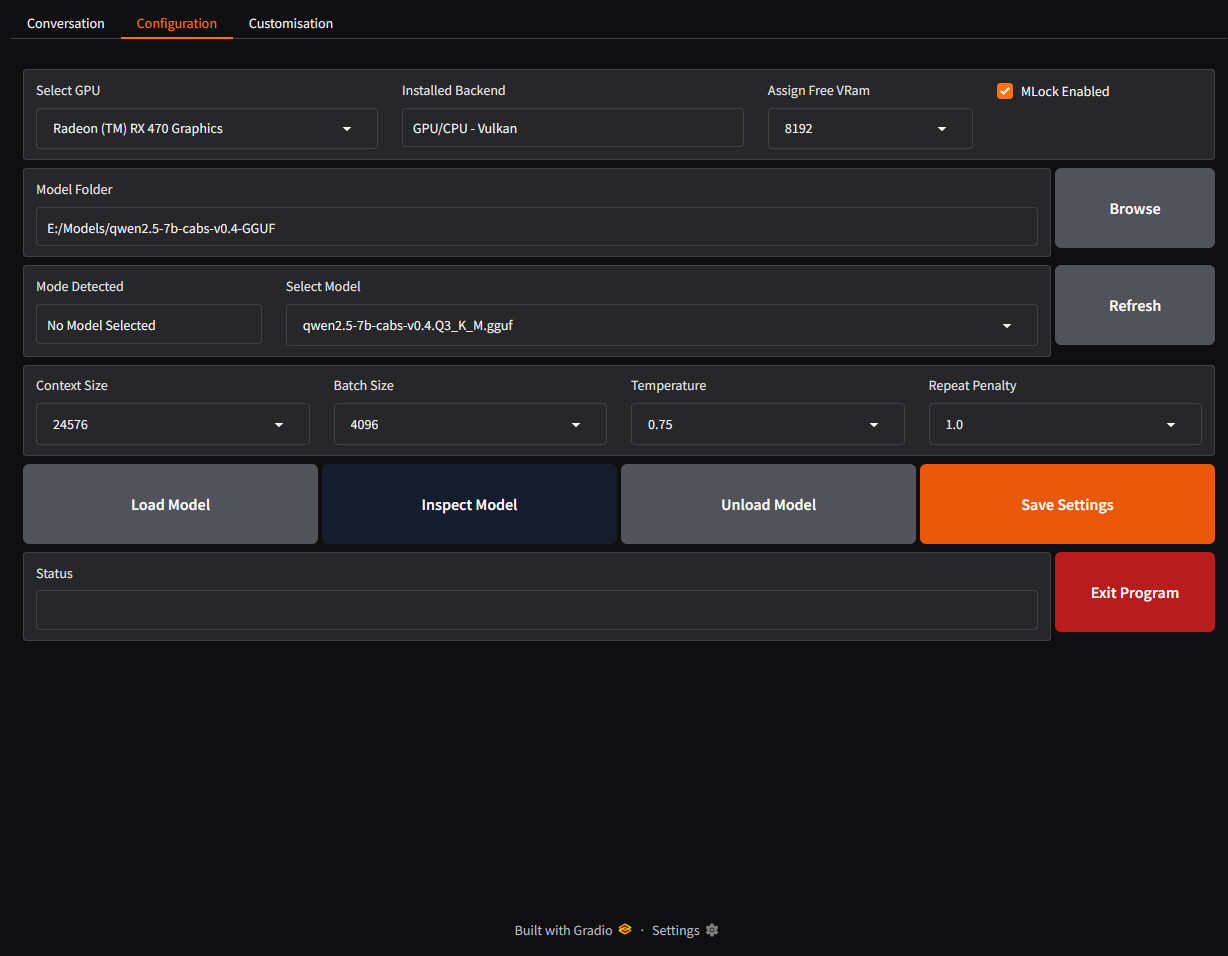 Conversation Configuration Customisation
Select GPU Installed Backend Assign Free VRam MLock Enabled
Radeon (TM) RX 470 Graphics GPU/CPU - Vulkan 8192
Model Folder
E:/Models/qwen2.5-7b-cabs-v0.4-GGUF
Browse
Mode Detected Select Model
No Model Selected qwen2.5-7b-cabs-v0.4.Q3_K_M.gguf
Refresh
Context Size Batch Size Temperature Repeat Penalty
24576 4096 0.75 1.0
Load Model Inspect Model Unload Model Save Settings
Status
Exit Program
Built with Gradio · Settings